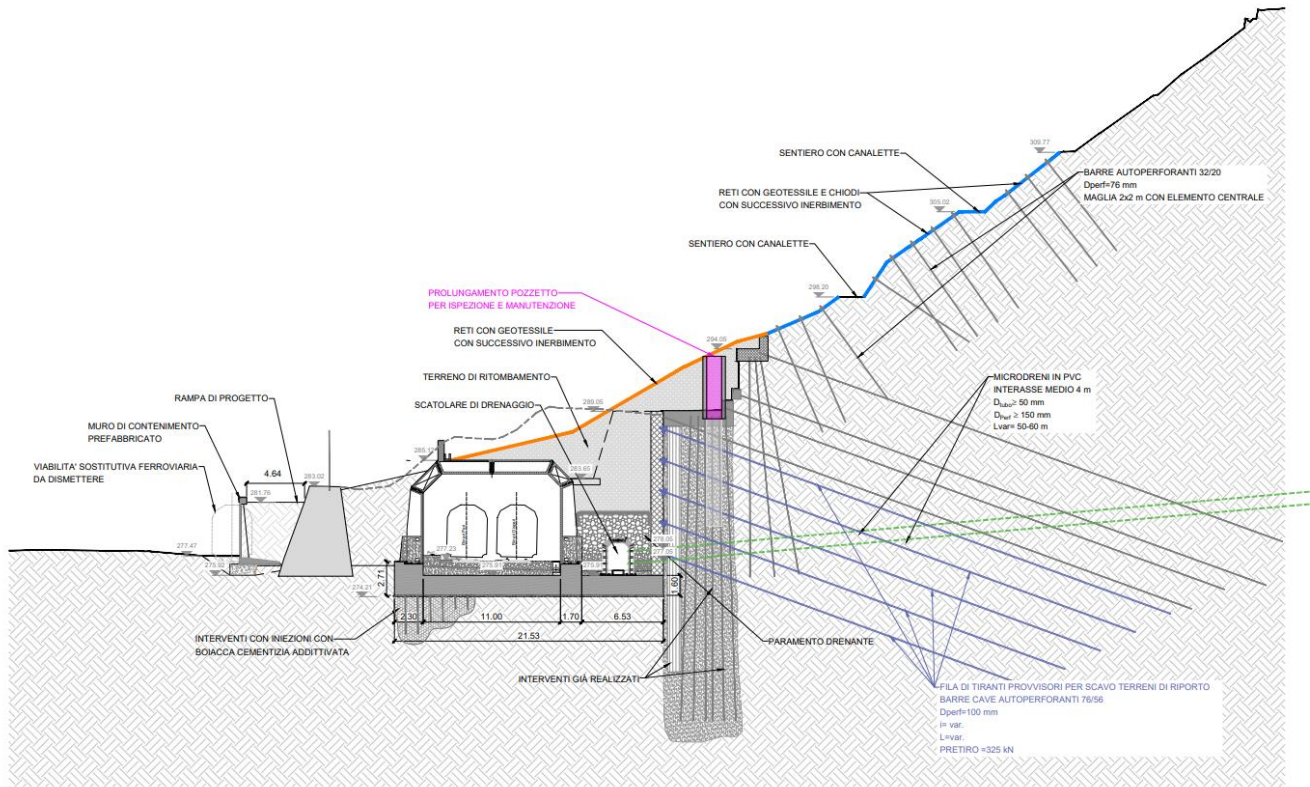 309.77
SENTIERO CON CANALETTE
BARRE AUTOPERFORANTI 32/20
Dperf=76 mm
MAGLIA 2x2 m CON ELEMENTO CENTRALE
RETI CON GEOTESSILE E CHIODI
CON SUCCESSIVO INERBIMENTO
305.02
SENTIERO CON CANALETTE
298.20
PROLUNGAMENTO POZZETTO
PER ISPEZIONE E MANUTENZIONE
RETI CON GEOTESSILE
CON SUCCESSIVO INERBIMENTO
294.05
TERRENO DI RITOMBAMENTO
MICRODRENI IN PVC
INTERASSE MEDIO 4 m
Dtubo≥ 50 mm
DPerf ≥ 150 mm
Lvar= 50-60 m
RAMPA DI PROGETTO
SCATOLARE DI DRENAGGIO
289.05
MURO DI CONTENIMENTO
PREFABBRICATO
VIABILITA' SOSTITUTIVA FERROVIARIA
DA DISMETTERE
4.64
283.02
281.76
283.65
277.47
277.23
277.05
274.21
2.71
1.60
2.30
11.00
1.70
6.53
21.53
INTERVENTI CON INIEZIONI CON
BOIACCA CEMENTIZIA ADDITTIVATA
PARAMENTO DRENANTE
INTERVENTI GIÀ REALIZZATI
FILA DI TIRANTI PROVVISORI PER SCAVO TERRENI DI RIPORTO
BARRE CAVE AUTOPERFORANTI 76/56
Dperf=100 mm
i= var.
L=var.
PRETIRO =325 kN